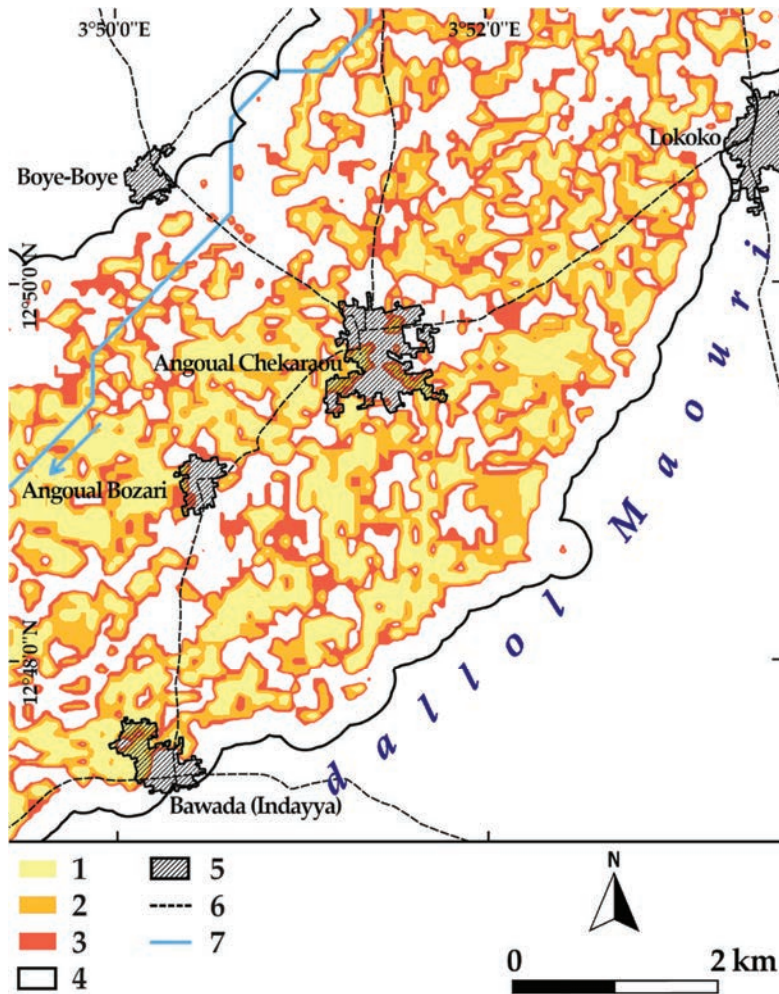 3°50'0"E
3°52'0"E
Lokoko
Boye-Boye
12°50'0"N
Angoual Chekaraou
Angoual Bozari
dallol Maouri
12°48'0"N
Bawada (Indayya)
1
2
3
4
5
6
7
N
0
2 km